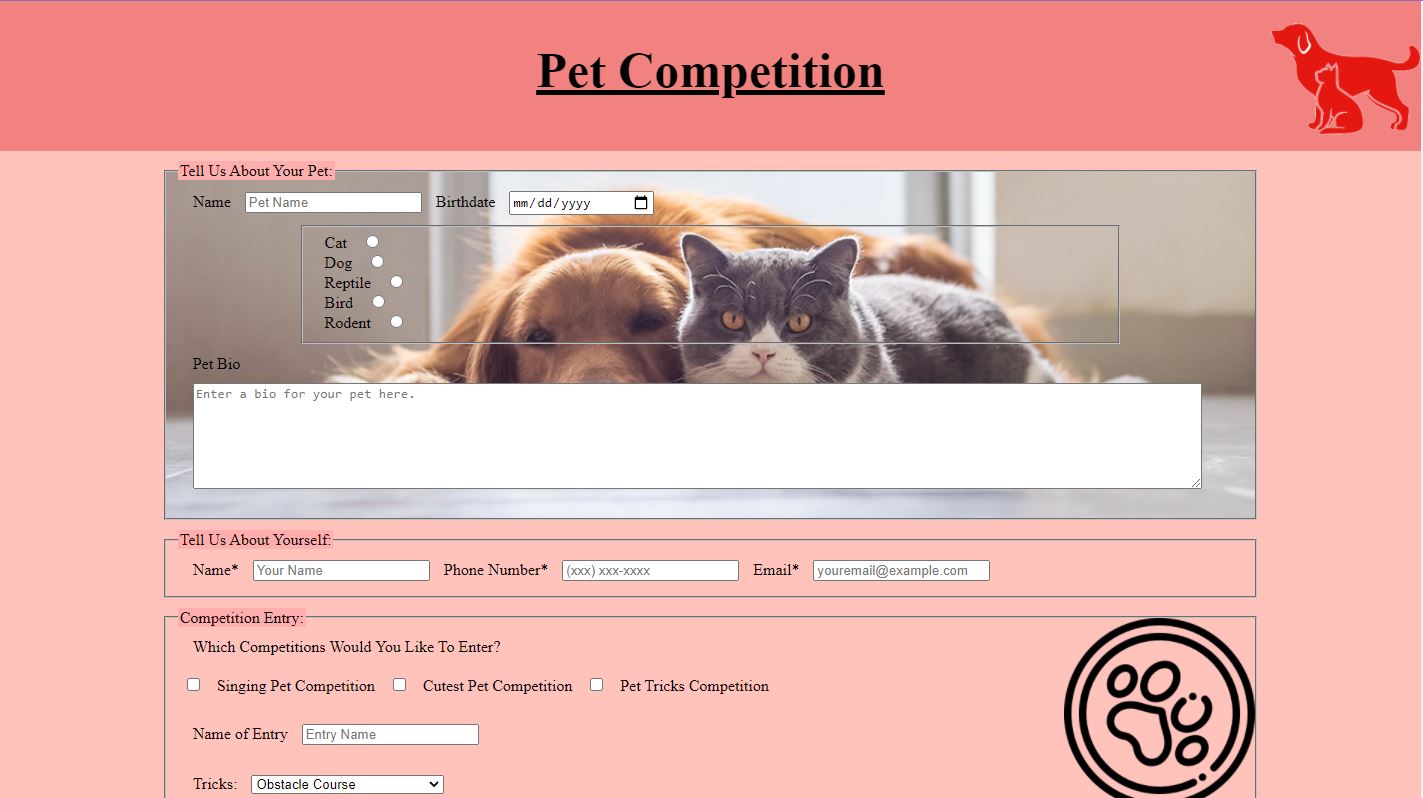 Pet Competition
Tell Us About Your Pet:
Name Pet Name Birthdate mm/dd/yyyy
Cat
Dog
Reptile
Bird
Rodent
Pet Bio
Enter a bio for your pet here.
Tell Us About Yourself:
Name* Your Name Phone Number* (xxx) xxx-xxxx Email* youremail@example.com
Competition Entry:
Which Competitions Would You Like To Enter?
Singing Pet Competition Cutest Pet Competition Pet Tricks Competition
Name of Entry Entry Name
Tricks: Obstacle Course